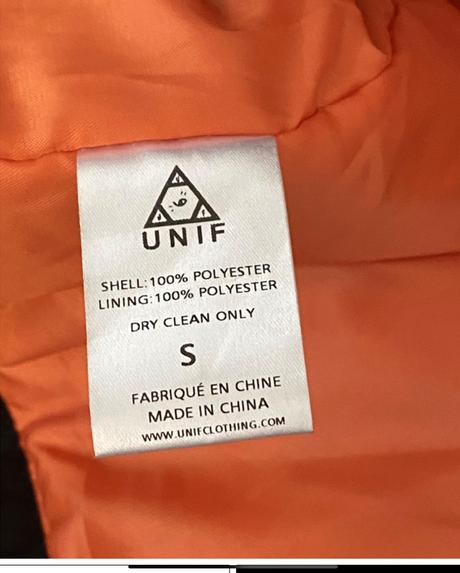 UNIF
SHELL:100% POLYESTER
LINING:100% POLYESTER
DRY CLEAN ONLY
S
FABRIQUÉ EN CHINE
MADE IN CHINA
WWW.UNIFCLOTHING.COM